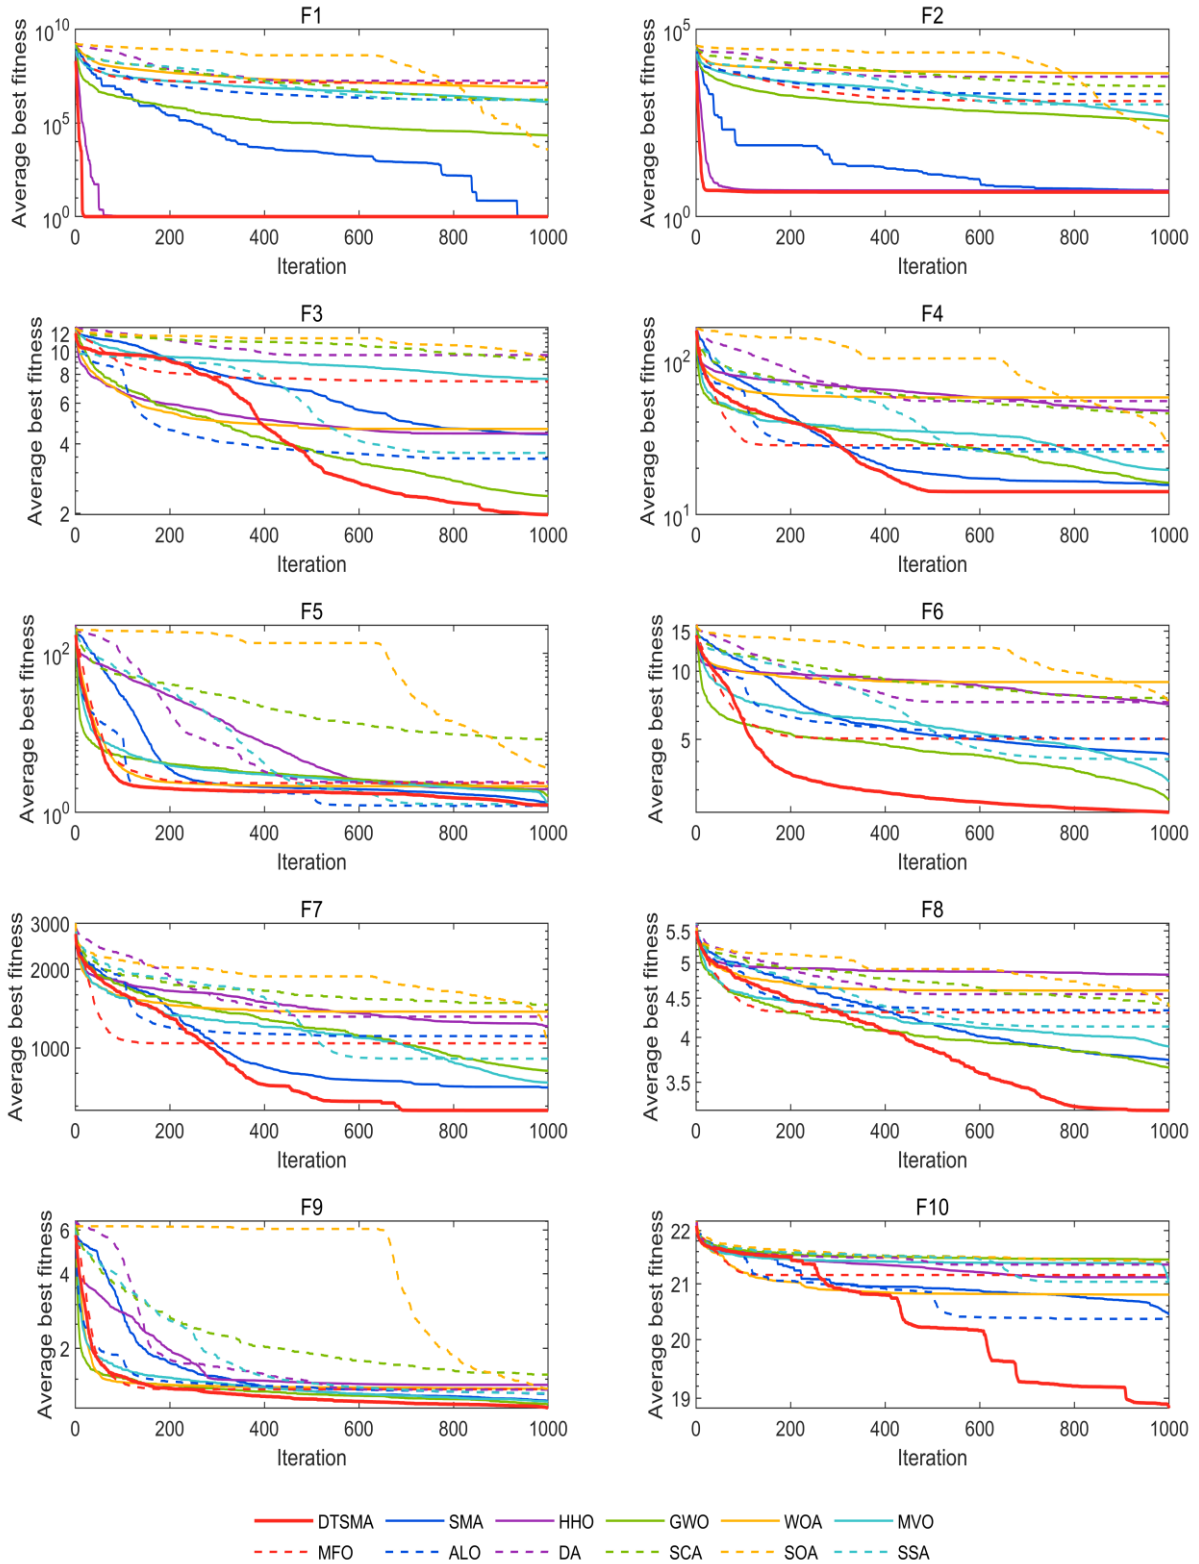 F1
10^10
10^5
10^0
Average best fitness
0 200 400 600 800 1000
Iteration
F2
10^5
10^0
Average best fitness
0 200 400 600 800 1000
Iteration
F3
12
10
8
6
4
2
Average best fitness
0 200 400 600 800 1000
Iteration
F4
10^2
10^1
Average best fitness
0 200 400 600 800 1000
Iteration
F5
10^2
10^0
Average best fitness
0 200 400 600 800 1000
Iteration
F6
15
10
5
Average best fitness
0 200 400 600 800 1000
Iteration
F7
3000
2000
1000
Average best fitness
0 200 400 600 800 1000
Iteration
F8
5.5
5
4.5
4
3.5
Average best fitness
0 200 400 600 800 1000
Iteration
F9
6
4
2
Average best fitness
0 200 400 600 800 1000
Iteration
F10
22
21
20
19
Average best fitness
0 200 400 600 800 1000
Iteration
DTSMA SMA HHO GWO WOA MVO
MFO ALO DA SCA SOA SSA